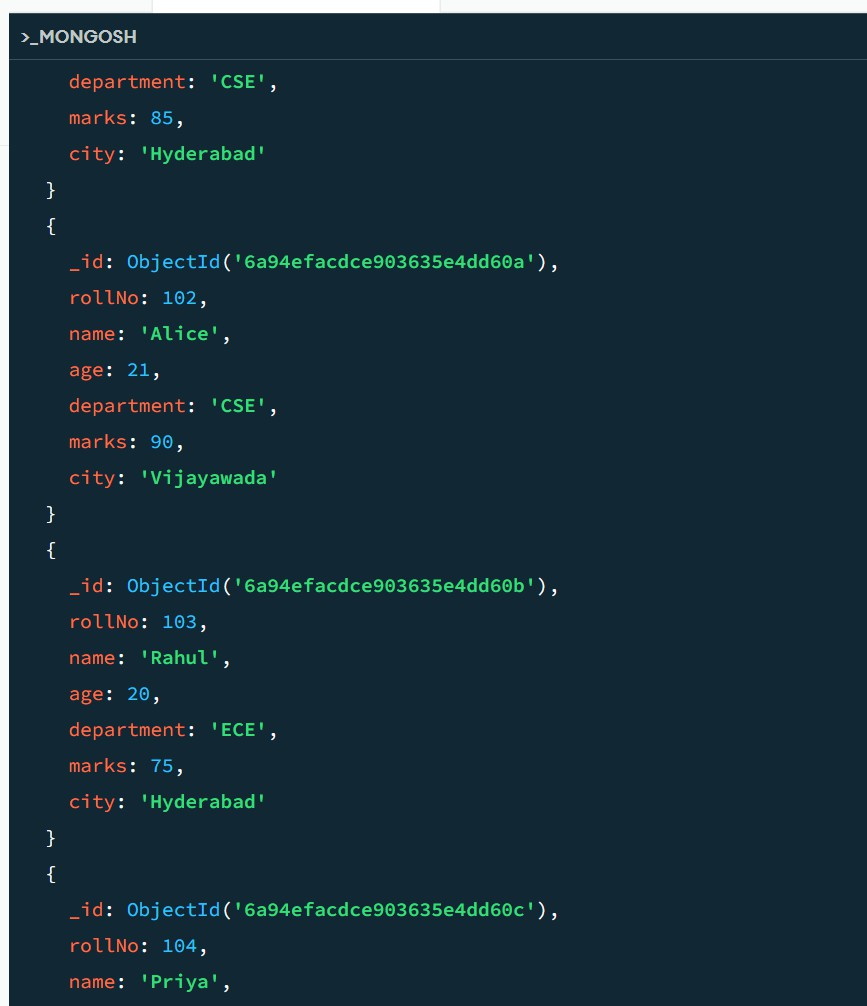 >_MONGOSH
department: 'CSE',
marks: 85,
city: 'Hyderabad'
}
{
_id: ObjectId('6a94efacdce903635e4dd60a'),
rollNo: 102,
name: 'Alice',
age: 21,
department: 'CSE',
marks: 90,
city: 'Vijayawada'
}
{
_id: ObjectId('6a94efacdce903635e4dd60b'),
rollNo: 103,
name: 'Rahul',
age: 20,
department: 'ECE',
marks: 75,
city: 'Hyderabad'
}
{
_id: ObjectId('6a94efacdce903635e4dd60c'),
rollNo: 104,
name: 'Priya',